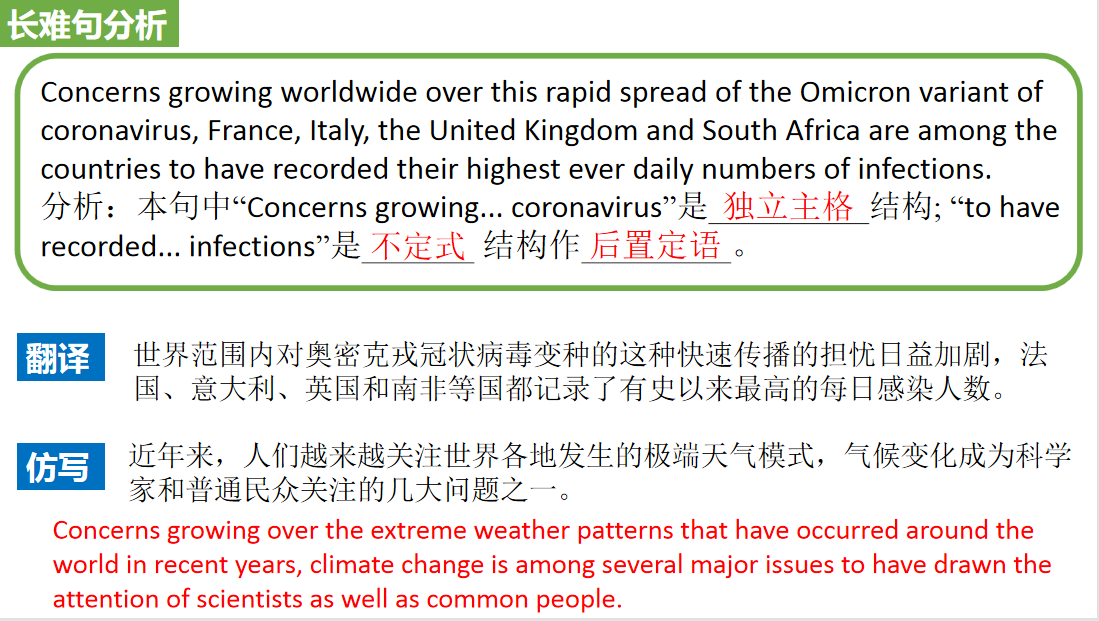 长难句分析
Concerns growing worldwide over this rapid spread of the Omicron variant of
coronavirus, France, Italy, the United Kingdom and South Africa are among the
countries to have recorded their highest ever daily numbers of infections.
分析：本句中“Concerns growing... coronavirus”是 独立主格 结构; “to have
recorded... infections”是 不定式 结构作 后置定语 。
翻译 世界范围内对奥密克戎冠状病毒变种的这种快速传播的担忧日益加剧，法
国、意大利、英国和南非等国都记录了有史以来最高的每日感染人数。
仿写 近年来，人们越来越关注世界各地发生的极端天气模式，气候变化成为科学
家和普通民众关注的几大问题之一。
Concerns growing over the extreme weather patterns that have occurred around the
world in recent years, climate change is among several major issues to have drawn the
attention of scientists as well as common people.